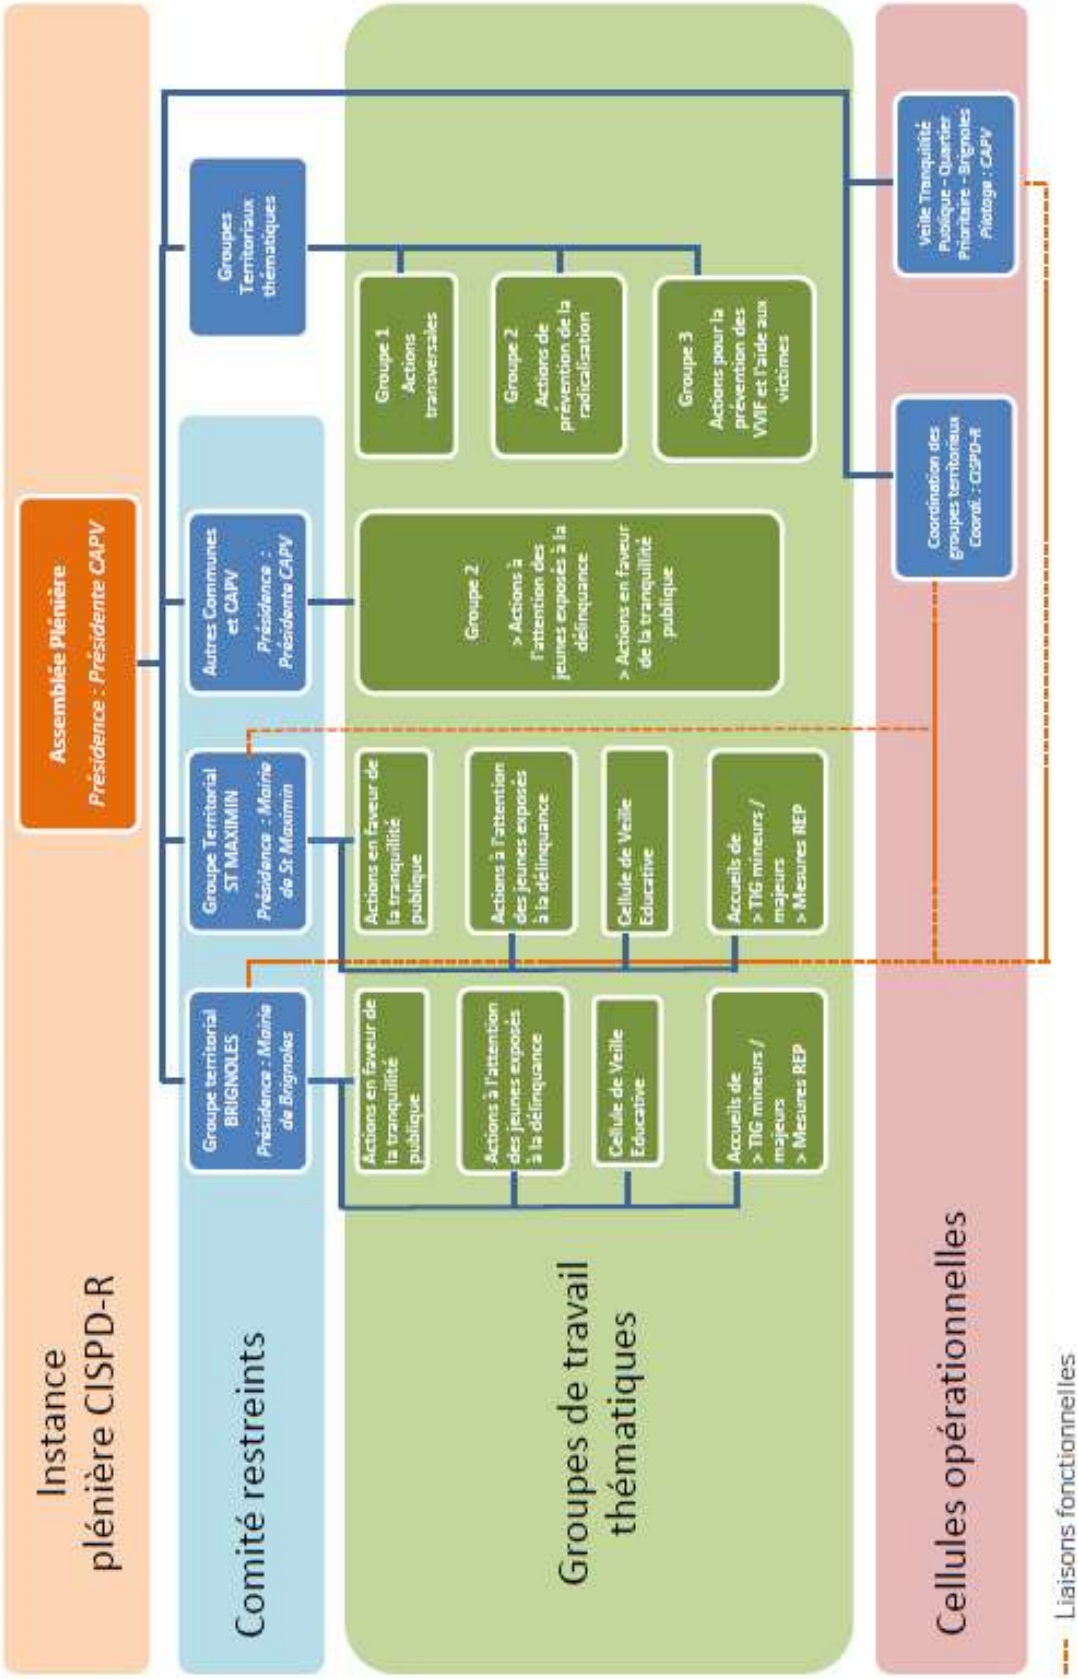 Instance
plénière CISPD-R
Assemblée Plénière
Présidence : Présidente CAPV
Comité restreints
Groupe territorial
BRIGNOLES
Présidence : Mairie
de Brignoles
Groupe Territorial
ST MAXIMIN
Présidence : Mairie
de St Maximin
Autres Communes
et CAPV
Présidence :
Présidente CAPV
Groupes
Territoriaux
thématiques
Groupes de travail
thématiques
Actions en faveur de
la tranquillité
publique
Actions à l'attention
des jeunes exposés
à la délinquance
Cellule de Veille
Educative
Accueils de
> TIG mineurs /
majeurs
> Mesures REP
Actions en faveur de
la tranquillité
publique
Actions à l'attention
des jeunes exposés
à la délinquance
Cellule de Veille
Educative
Accueils de
> TIG mineurs /
majeurs
> Mesures REP
Groupe 2
> Actions à
l'attention des
jeunes exposés à la
délinquance
> Actions en faveur
de la tranquillité
publique
Groupe 1
Actions
transversales
Groupe 2
Actions de
prévention de la
radicalisation
Groupe 3
Actions pour la
prévention des
VVIF et l'aide aux
victimes
Cellules opérationnelles
Coordination des
groupes territoriaux
Coordi. : CISPD-R
Veille Tranquillité
Publique - Quartier
Prioritaire - Brignoles
Pilotage : CAPV
Liaisons fonctionnelles